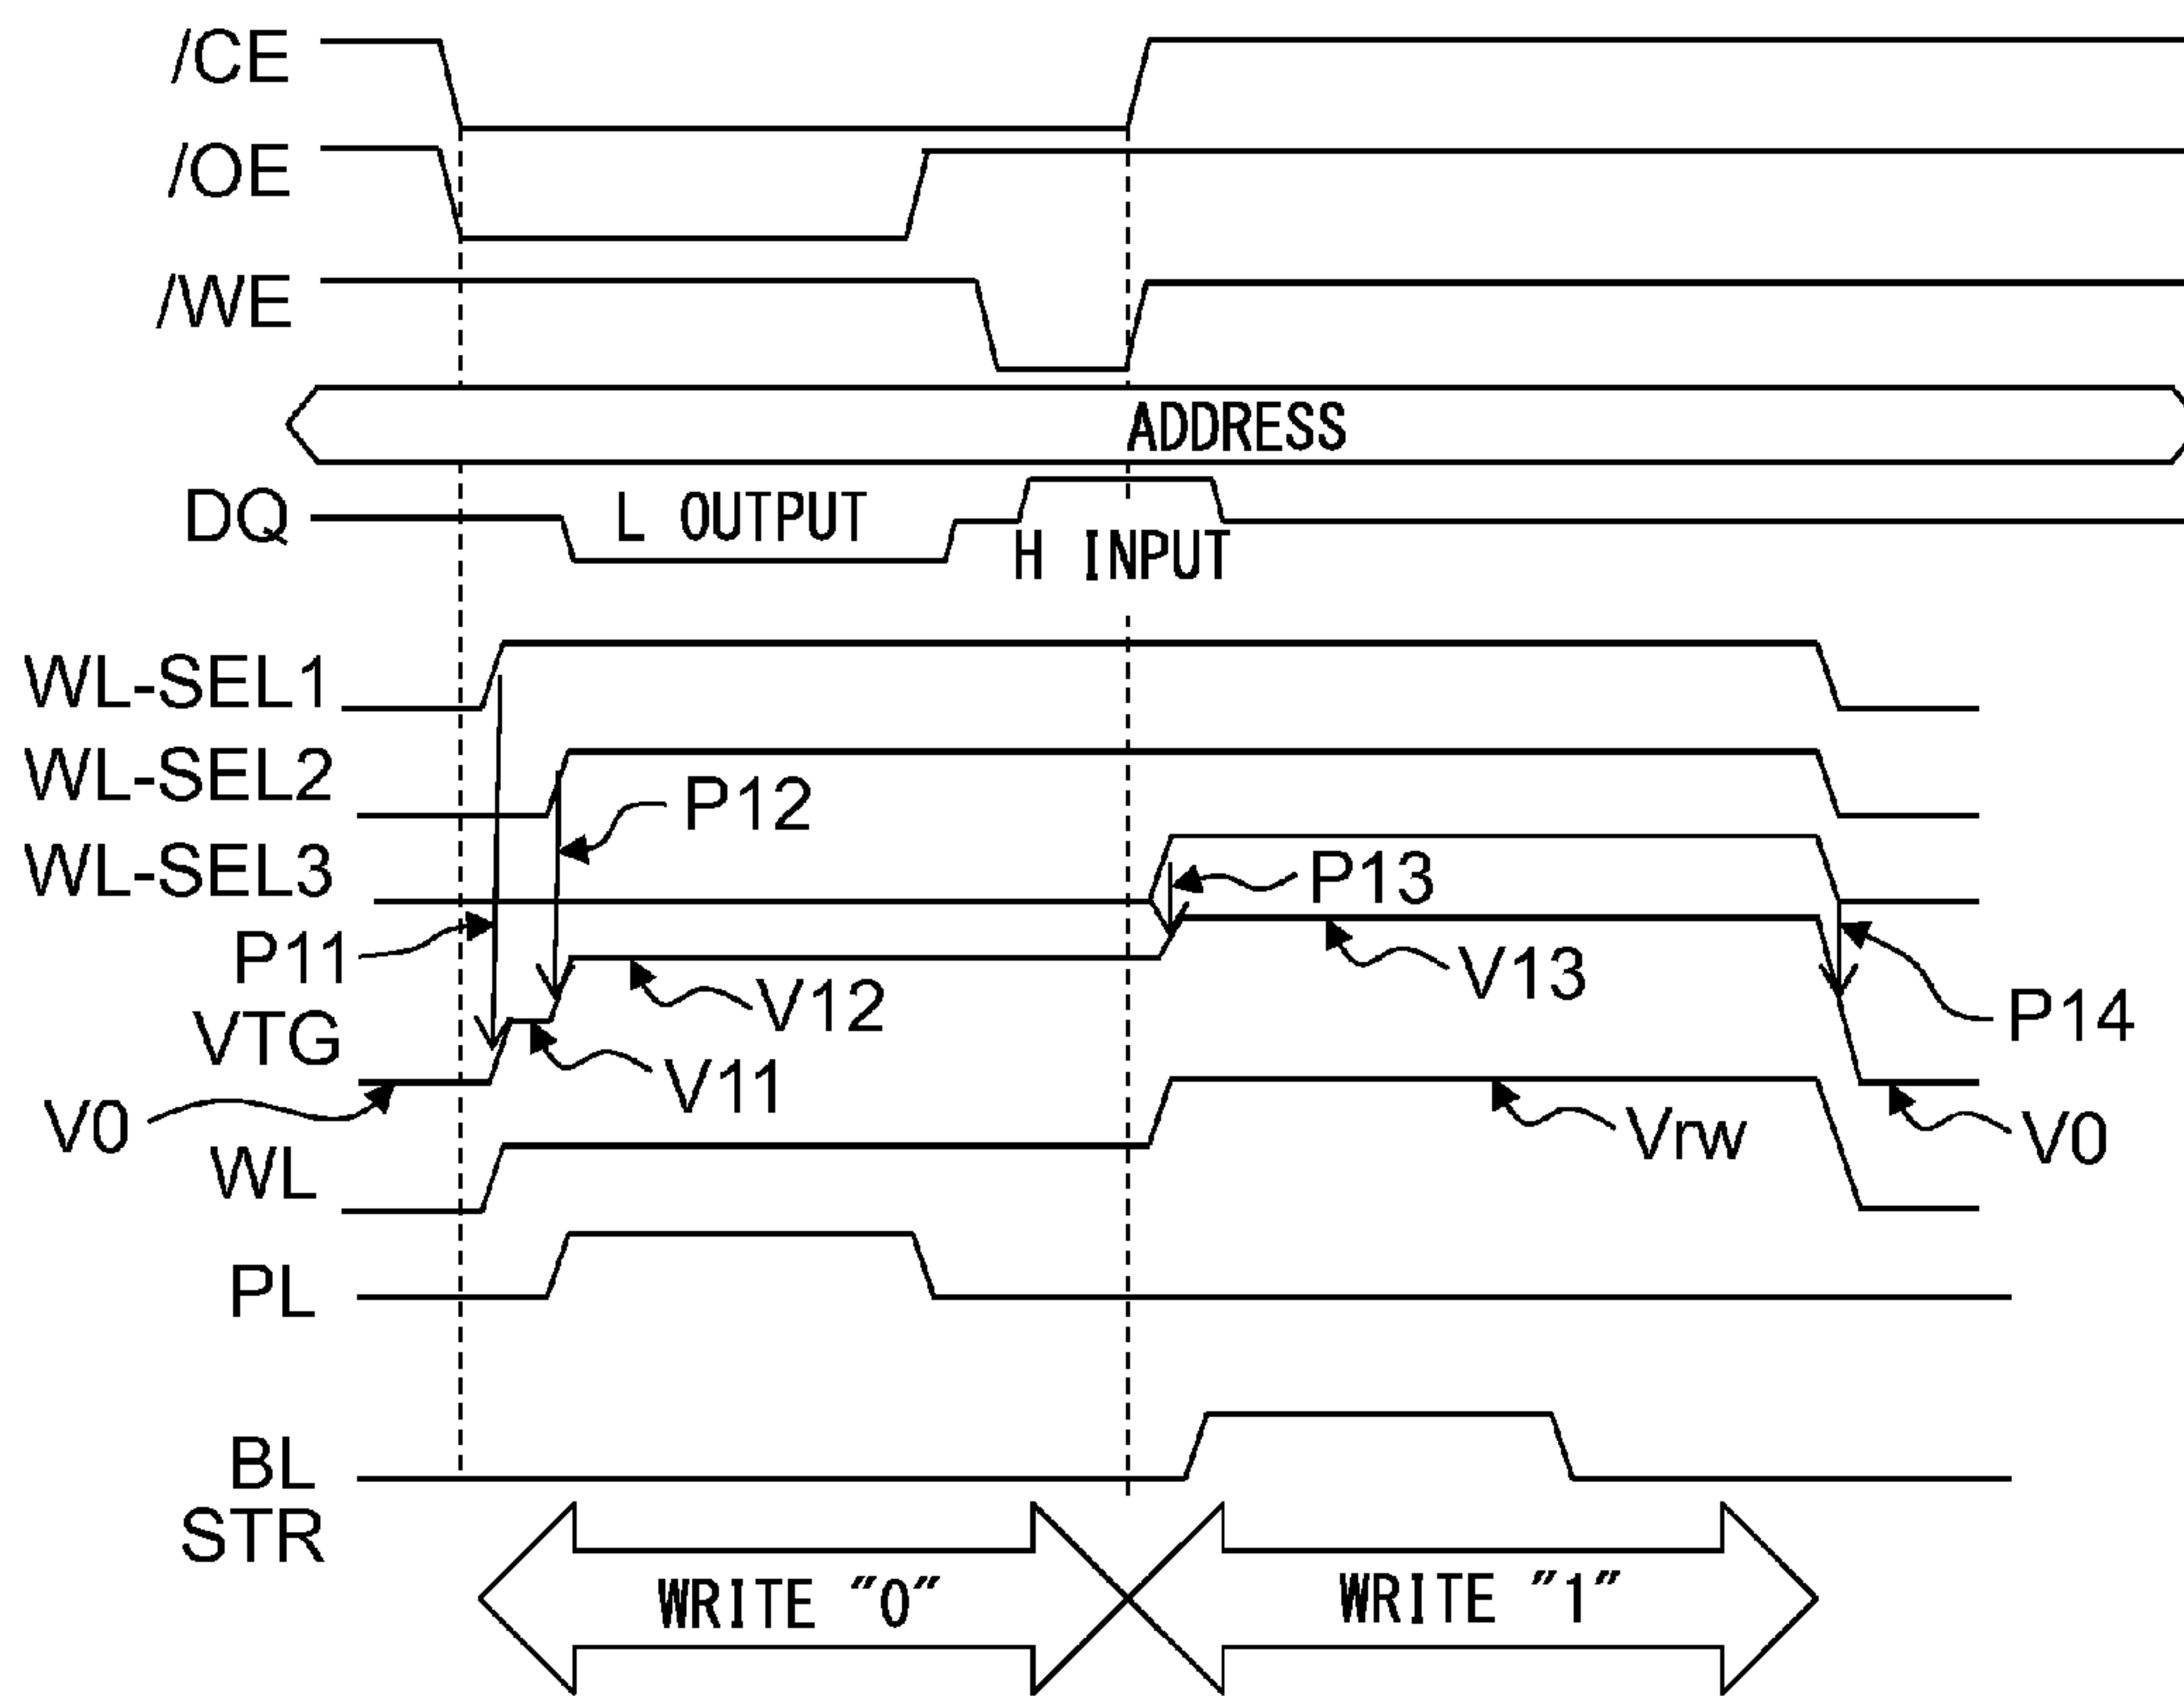 /CE
/OE
/WE
ADDRESS
DQ
L OUTPUT
H INPUT
WL-SEL1
WL-SEL2
P12
WL-SEL3
P13
P11
V13
V12
VTG
P14
V11
V0
Vrw
V0
WL
PL
BL
STR
WRITE "0"
WRITE "1"